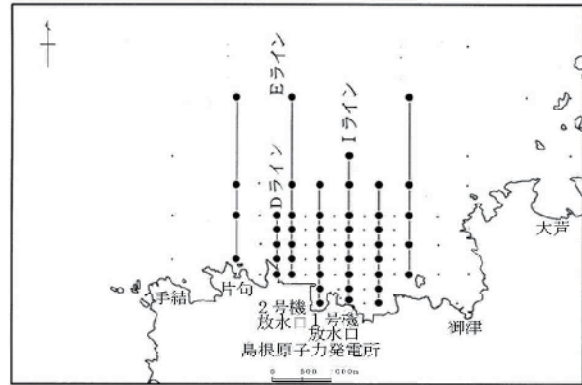 Eライン
Iライン
Dライン
大芦
片句
手結
2号機
放水口
1号機
放水口
御津
島根原子力発電所
0 500 1000m